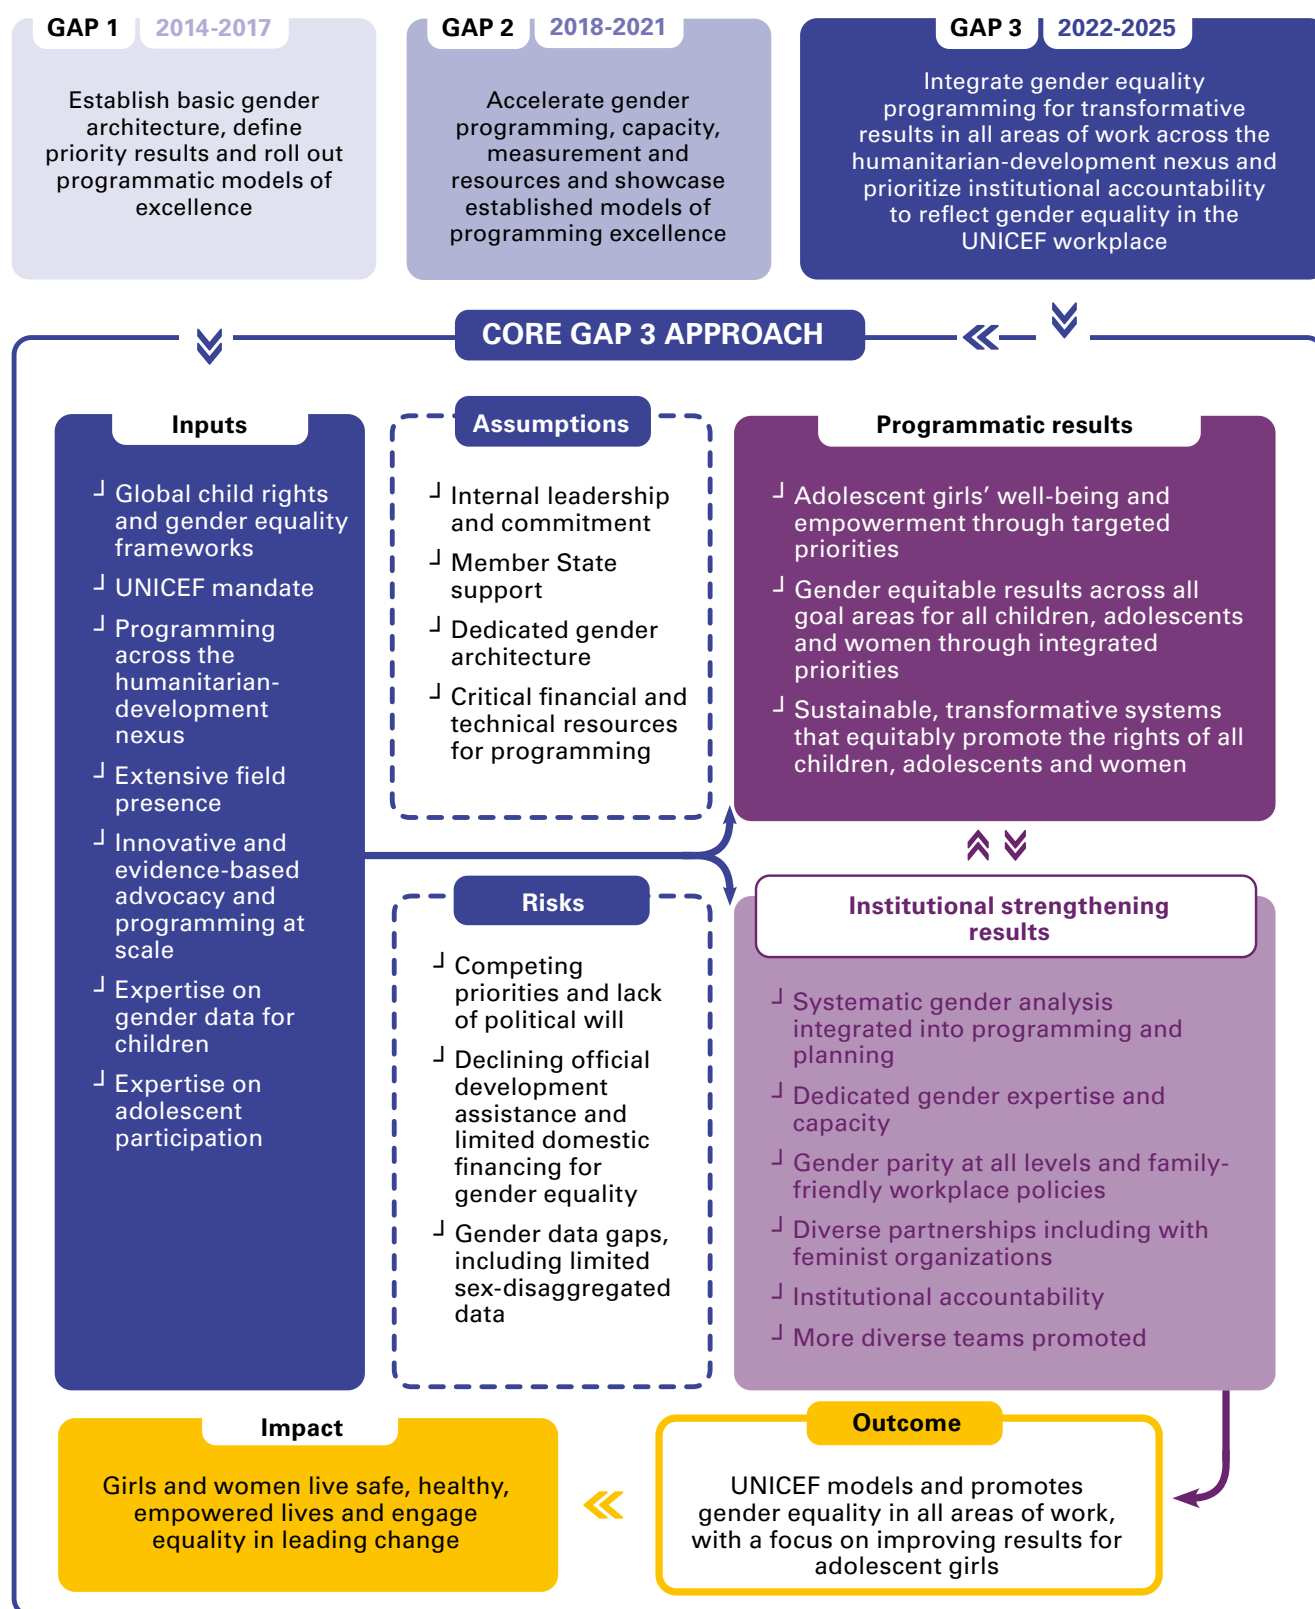 GAP 1 2014-2017
Establish basic gender
architecture, define
priority results and roll out
programmatic models of
excellence
GAP 2 2018-2021
Accelerate gender
programming, capacity,
measurement and
resources and showcase
established models of
programming excellence
GAP 3 2022-2025
Integrate gender equality
programming for transformative
results in all areas of work across the
humanitarian-development nexus and
prioritize institutional accountability
to reflect gender equality in the
UNICEF workplace
CORE GAP 3 APPROACH
Inputs
Global child rights
and gender equality
frameworks
UNICEF mandate
Programming
across the
humanitarian-
development
nexus
Extensive field
presence
Innovative and
evidence-based
advocacy and
programming at
scale
Expertise on
gender data for
children
Expertise on
adolescent
participation
Assumptions
Internal leadership
and commitment
Member State
support
Dedicated gender
architecture
Critical financial and
technical resources
for programming
Risks
Competing
priorities and lack
of political will
Declining official
development
assistance and
limited domestic
financing for
gender equality
Gender data gaps,
including limited
sex-disaggregated
data
Programmatic results
Adolescent girls’ well-being and
empowerment through targeted
priorities
Gender equitable results across all
goal areas for all children, adolescents
and women through integrated
priorities
Sustainable, transformative systems
that equitably promote the rights of all
children, adolescents and women
Institutional strengthening
results
Systematic gender analysis
integrated into programming and
planning
Dedicated gender expertise and
capacity
Gender parity at all levels and family-
friendly workplace policies
Diverse partnerships including with
feminist organizations
Institutional accountability
More diverse teams promoted
Outcome
UNICEF models and promotes
gender equality in all areas of work,
with a focus on improving results for
adolescent girls
Impact
Girls and women live safe, healthy,
empowered lives and engage
equality in leading change